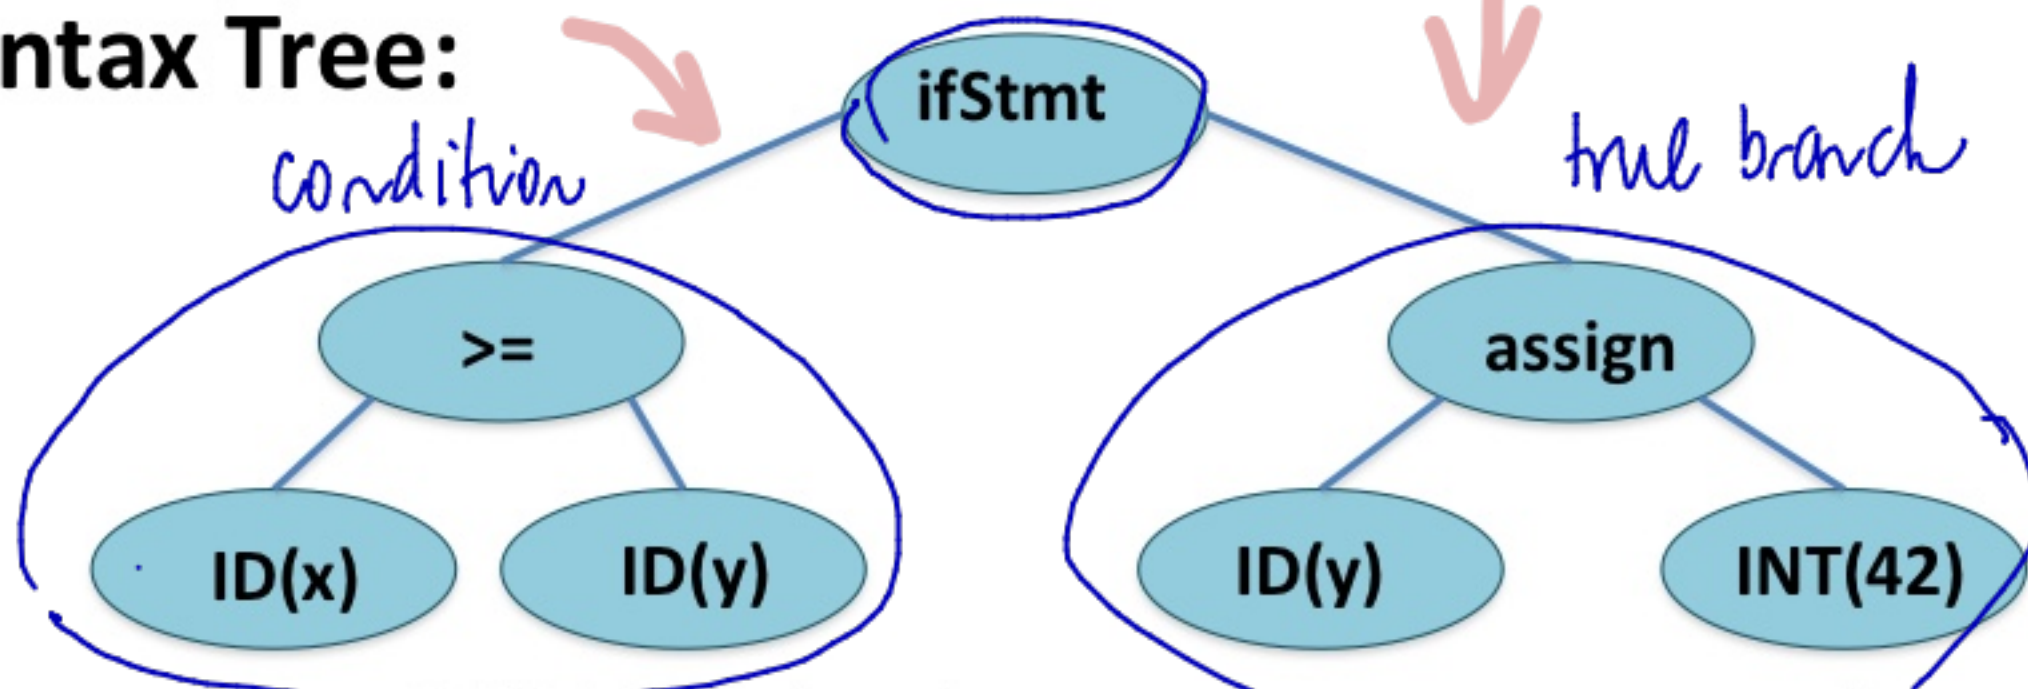 ntax Tree:
ifStmt
condition
true branch
>=
assign
ID(x)
ID(y)
ID(y)
INT(42)